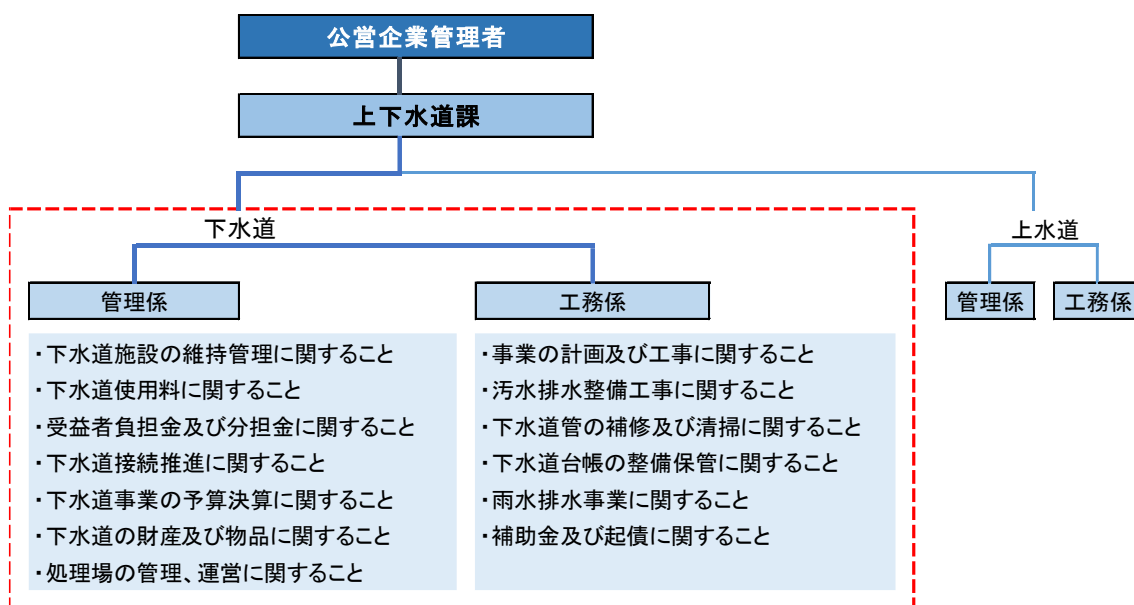 公営企業管理者
上下水道課
下水道
上水道
管理係
工務係
管理係
工務係
・下水道施設の維持管理に関すること
・下水道使用料に関すること
・受益者負担金及び分担金に関すること
・下水道接続推進に関すること
・下水道事業の予算決算に関すること
・下水道の財産及び物品に関すること
・処理場の管理、運営に関すること
・事業の計画及び工事に関すること
・汚水排水整備工事に関すること
・下水道管の補修及び清掃に関すること
・下水道台帳の整備保管に関すること
・雨水排水事業に関すること
・補助金及び起債に関すること